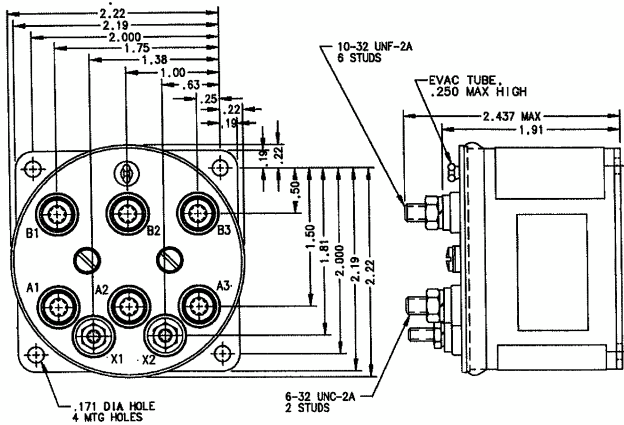 2.22
2.19
2.000
1.75
1.38
1.00
.63
.25
.22
.19
10-32 UNF-2A
6 STUDS
EVAC TUBE,
.250 MAX HIGH
2.437 MAX
1.91
.19
.22
.50
1.50
1.81
2.000
2.19
2.22
B1
B2
B3
A1
A2
A3
X1
X2
.171 DIA HOLE
4 MTG HOLES
6-32 UNC-2A
2 STUDS